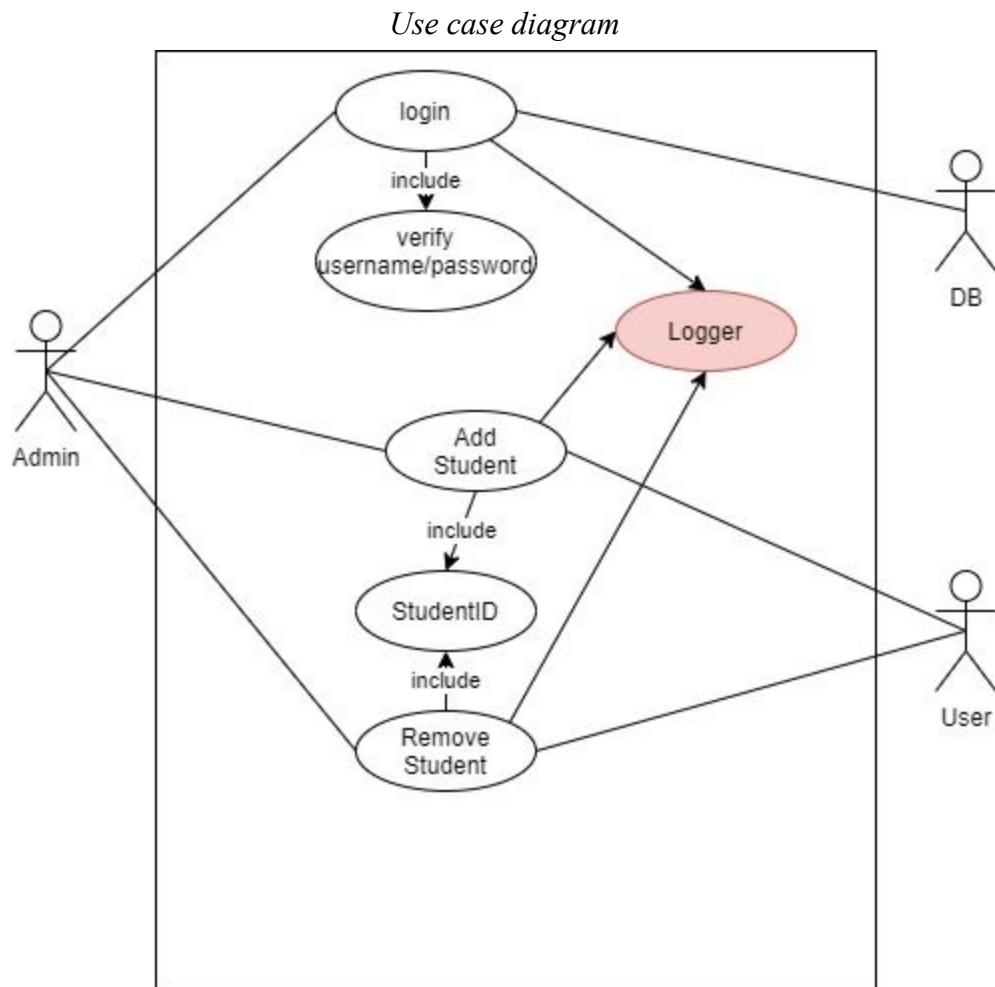 Use case diagram
login
include
verify
username/password
DB
Logger
Admin
Add
Student
include
StudentID
include
User
Remove
Student